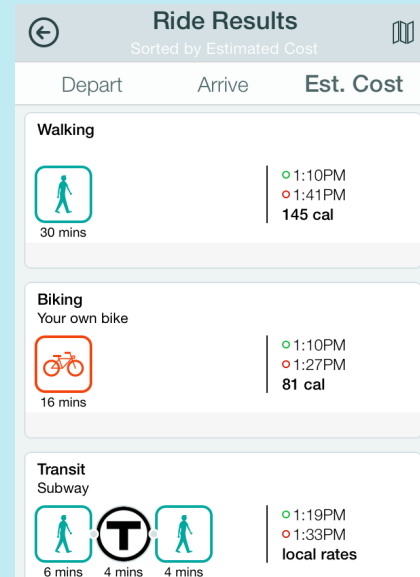 Ride Results
Sorted by Estimated Cost
Depart Arrive Est. Cost
Walking
30 mins
1:10PM
1:41PM
145 cal
Biking
Your own bike
16 mins
1:10PM
1:27PM
81 cal
Transit
Subway
T
6 mins 4 mins 4 mins
1:19PM
1:33PM
local rates